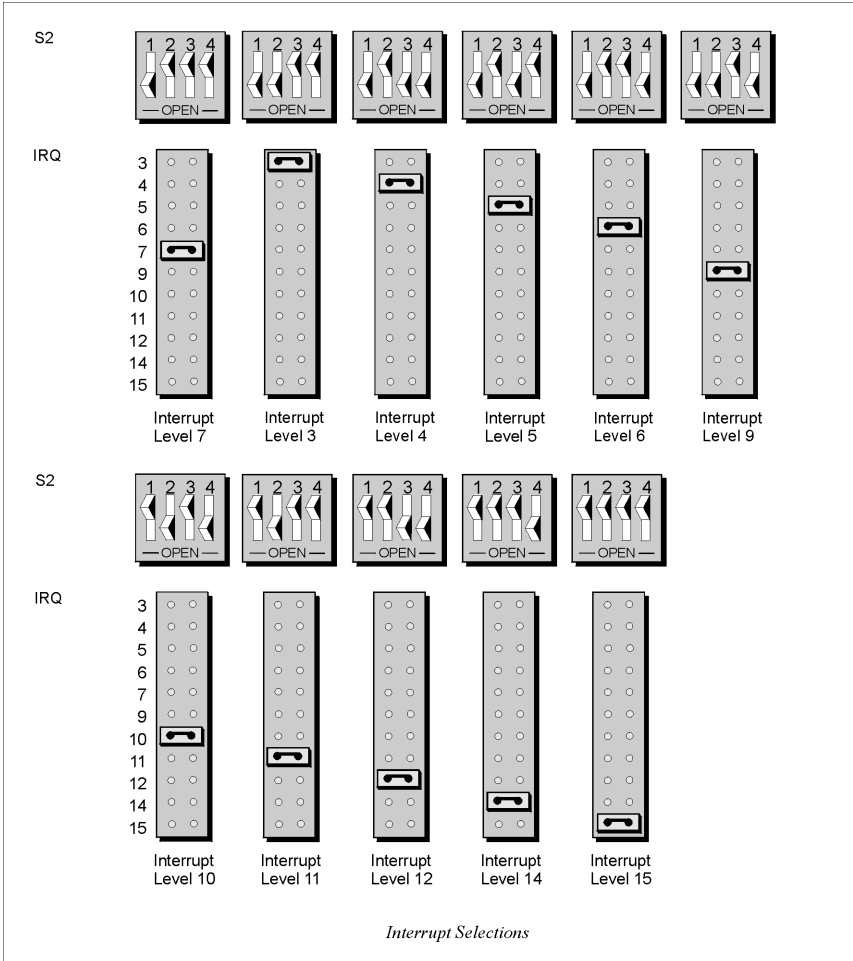 S2
1 2 3 4 1 2 3 4 1 2 3 4 1 2 3 4 1 2 3 4 1 2 3 4
OPEN OPEN OPEN OPEN OPEN OPEN
IRQ
3
4
5
6
7
9
10
11
12
14
15
Interrupt Level 7
Interrupt Level 3
Interrupt Level 4
Interrupt Level 5
Interrupt Level 6
Interrupt Level 9
S2
1 2 3 4 1 2 3 4 1 2 3 4 1 2 3 4 1 2 3 4
OPEN OPEN OPEN OPEN OPEN
IRQ
3
4
5
6
7
9
10
11
12
14
15
Interrupt Level 10
Interrupt Level 11
Interrupt Level 12
Interrupt Level 14
Interrupt Level 15
Interrupt Selections